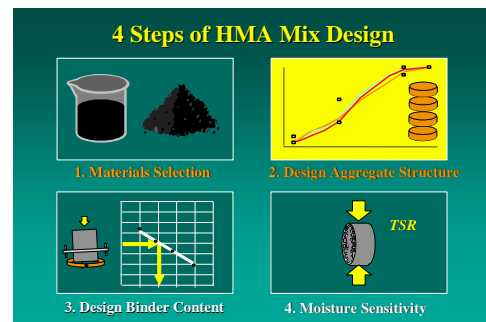 4 Steps of HMA Mix Design
1. Materials Selection
2. Design Aggregate Structure
TSR
3. Design Binder Content
4. Moisture Sensitivity